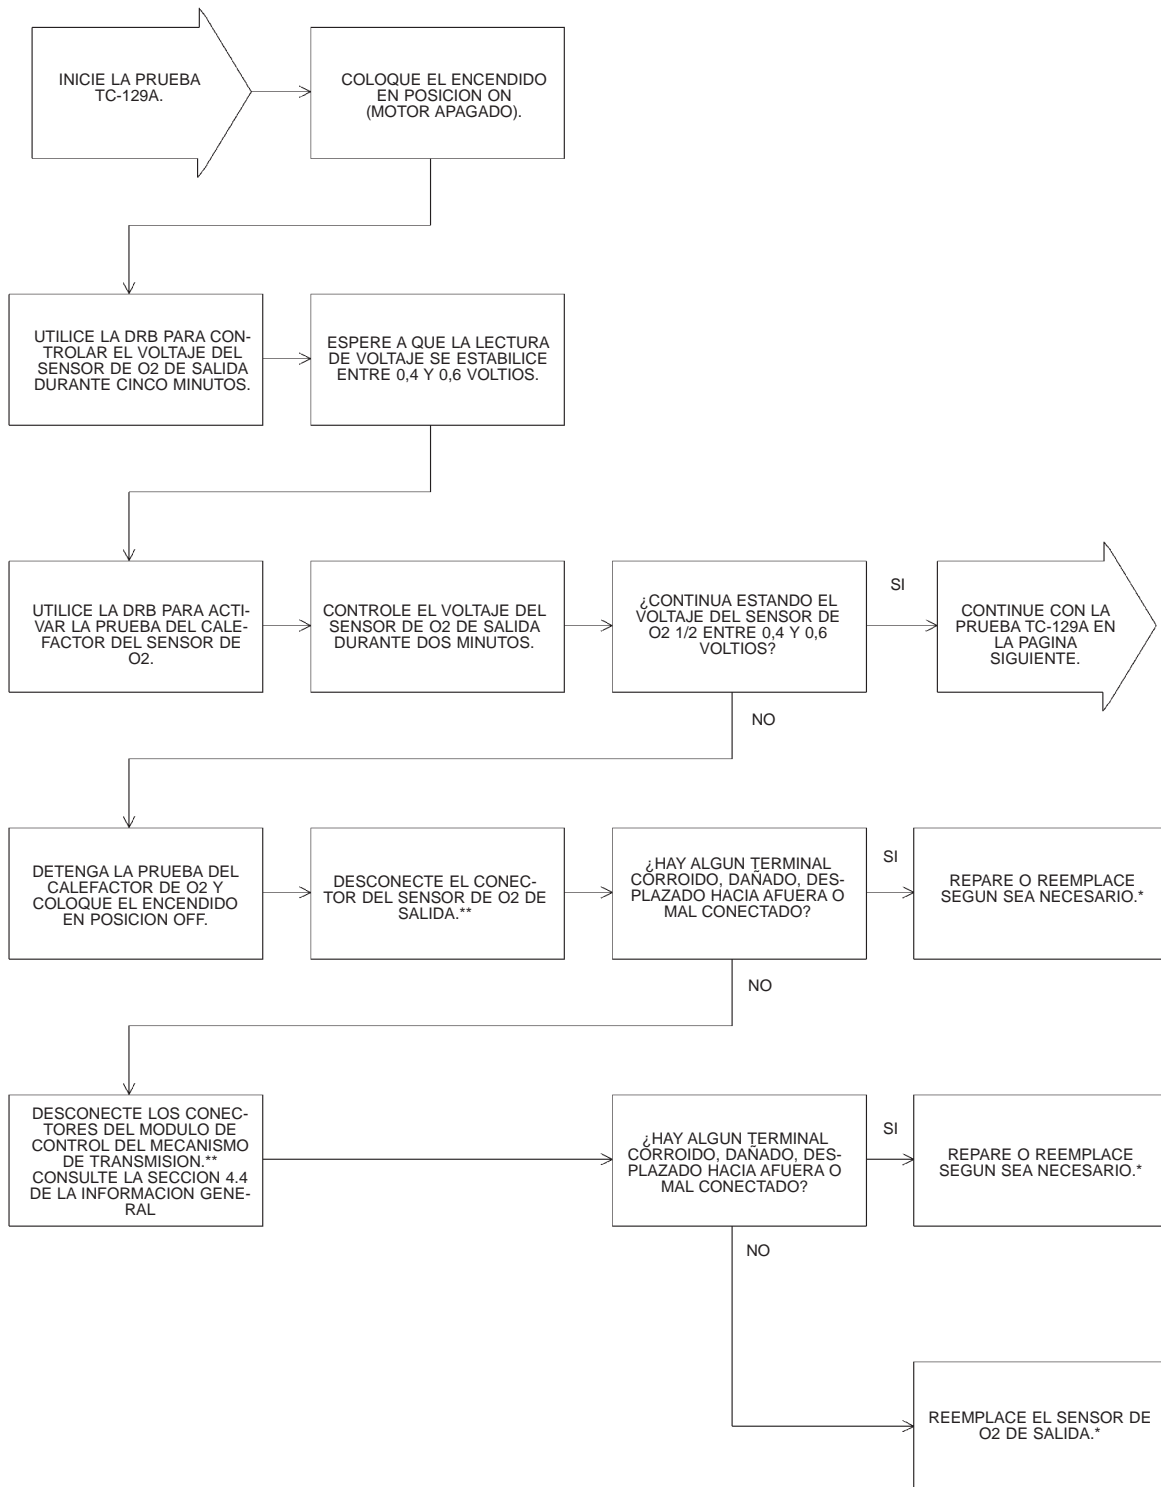 INICIE LA PRUEBA
TC-129A.
COLOQUE EL ENCENDIDO
EN POSICION ON
(MOTOR APAGADO).
UTILICE LA DRB PARA CON-
TROLAR EL VOLTAJE DEL
SENSOR DE O2 DE SALIDA
DURANTE CINCO MINUTOS.
ESPERE A QUE LA LECTURA
DE VOLTAJE SE ESTABILICE
ENTRE 0,4 Y 0,6 VOLTIOS.
UTILICE LA DRB PARA ACTI-
VAR LA PRUEBA DEL CALE-
FACTOR DEL SENSOR DE
O2.
CONTROLE EL VOLTAJE DEL
SENSOR DE O2 DE SALIDA
DURANTE DOS MINUTOS.
¿CONTINUA ESTANDO EL
VOLTAJE DEL SENSOR DE
O2 1/2 ENTRE 0,4 Y 0,6
VOLTIOS?
SI
CONTINUE CON LA
PRUEBA TC-129A EN
LA PAGINA
SIGUIENTE.
NO
DETENGA LA PRUEBA DEL
CALEFACTOR DE O2 Y
COLOQUE EL ENCENDIDO
EN POSICION OFF.
DESCONECTE EL CONEC-
TOR DEL SENSOR DE O2 DE
SALIDA.**
¿HAY ALGUN TERMINAL
CORROIDO, DAÑADO, DES-
PLAZADO HACIA AFUERA O
MAL CONECTADO?
SI
REPARE O REEMPLACE
SEGUN SEA NECESARIO.*
NO
DESCONECTE LOS CONEC-
TORES DEL MODULO DE
CONTROL DEL MECANISMO
DE TRANSMISION.**
CONSULTE LA SECCION 4.4
DE LA INFORMACION GENE-
RAL
¿HAY ALGUN TERMINAL
CORROIDO, DAÑADO, DES-
PLAZADO HACIA AFUERA O
MAL CONECTADO?
SI
REPARE O REEMPLACE
SEGUN SEA NECESARIO.*
NO
REEMPLACE EL SENSOR DE
O2 DE SALIDA.*